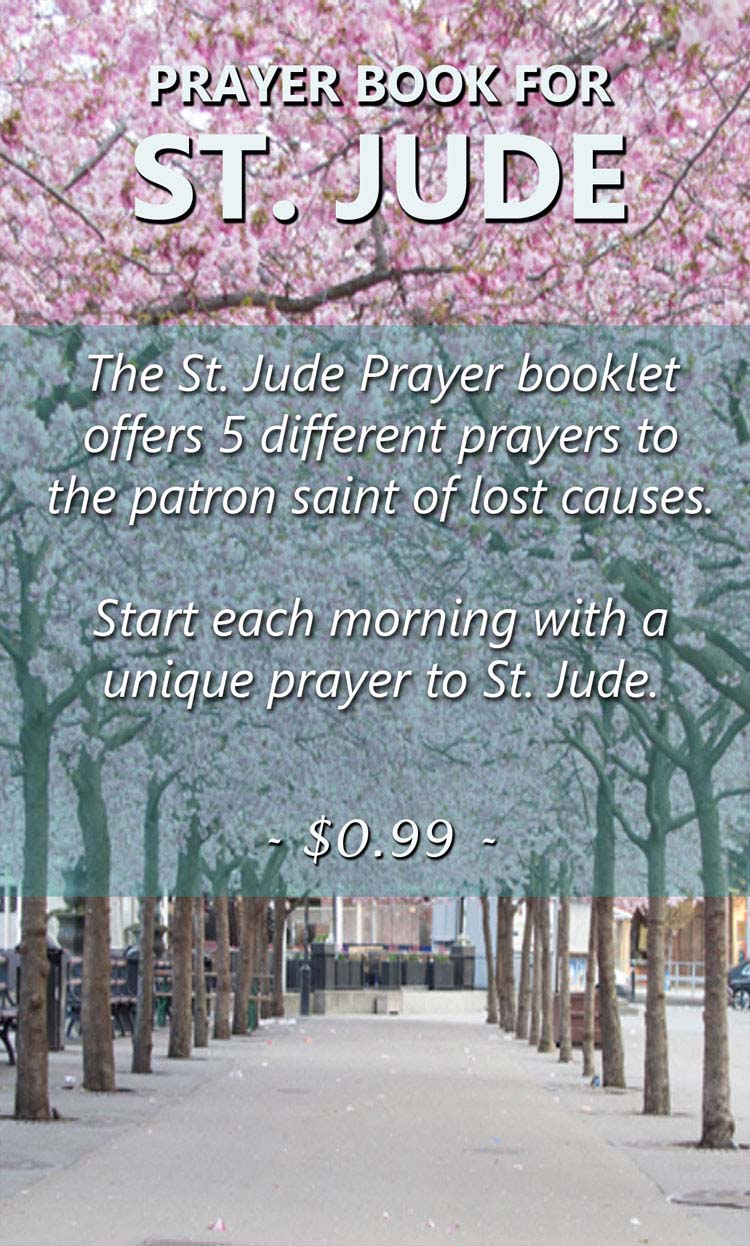 PRAYER BOOK FOR
ST. JUDE
The St. Jude Prayer booklet
offers 5 different prayers to
the patron saint of lost causes.
Start each morning with a
unique prayer to St. Jude.
~ $0.99 ~